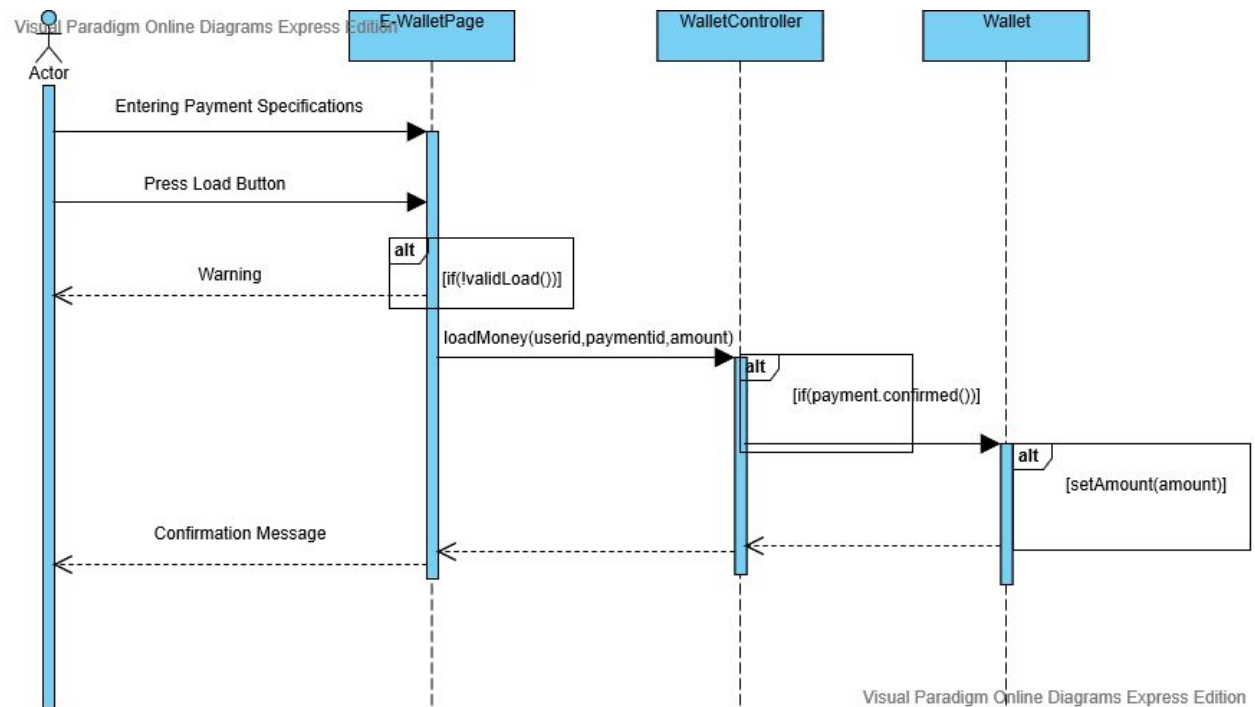 Visual Paradigm Online Diagrams Express Edition
E-WalletPage
WalletController
Wallet
Actor
Entering Payment Specifications
Press Load Button
alt
[if(!validLoad())]
Warning
loadMoney(userid,paymentid,amount)
alt
[if(payment.confirmed())]
alt
[setAmount(amount)]
Confirmation Message
Visual Paradigm Online Diagrams Express Edition